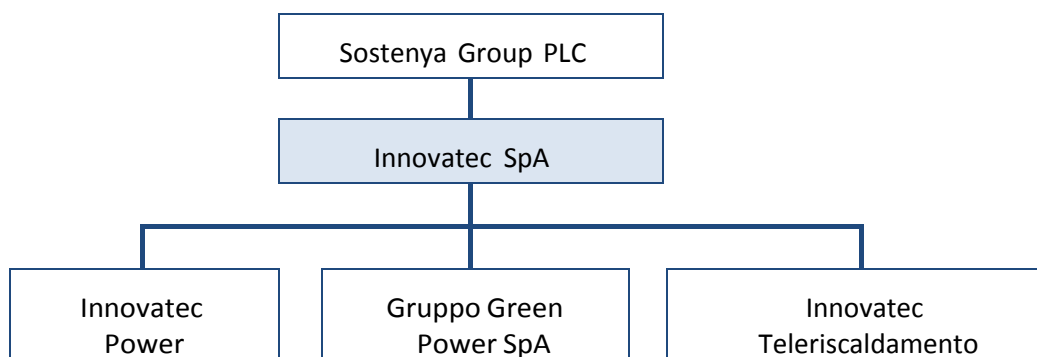 Sostenya Group PLC
Innovatec SpA
Innovatec Power
Gruppo Green Power SpA
Innovatec Teleriscaldamento